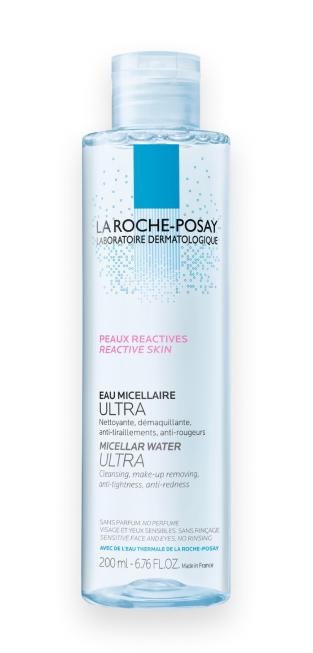 LA ROCHE-POSAY
LABORATOIRE DERMATOLOGIQUE
PEAUX REACTIVES
REACTIVE SKIN
EAU MICELLAIRE
ULTRA
Nettoyante, démaquillante,
anti-tiraillements, anti-rougeurs
MICELLAR WATER
ULTRA
Cleansing, make-up removing,
anti-tightness, anti-redness
SANS PARFUM. NO PERFUME
VISAGE ET YEUX SENSIBLES. SANS RINÇAGE
SENSITIVE FACE AND EYES. NO RINSING
AVEC DE L'EAU THERMALE DE LA ROCHE-POSAY
200 ml - 6.76 FL.OZ. Made in France